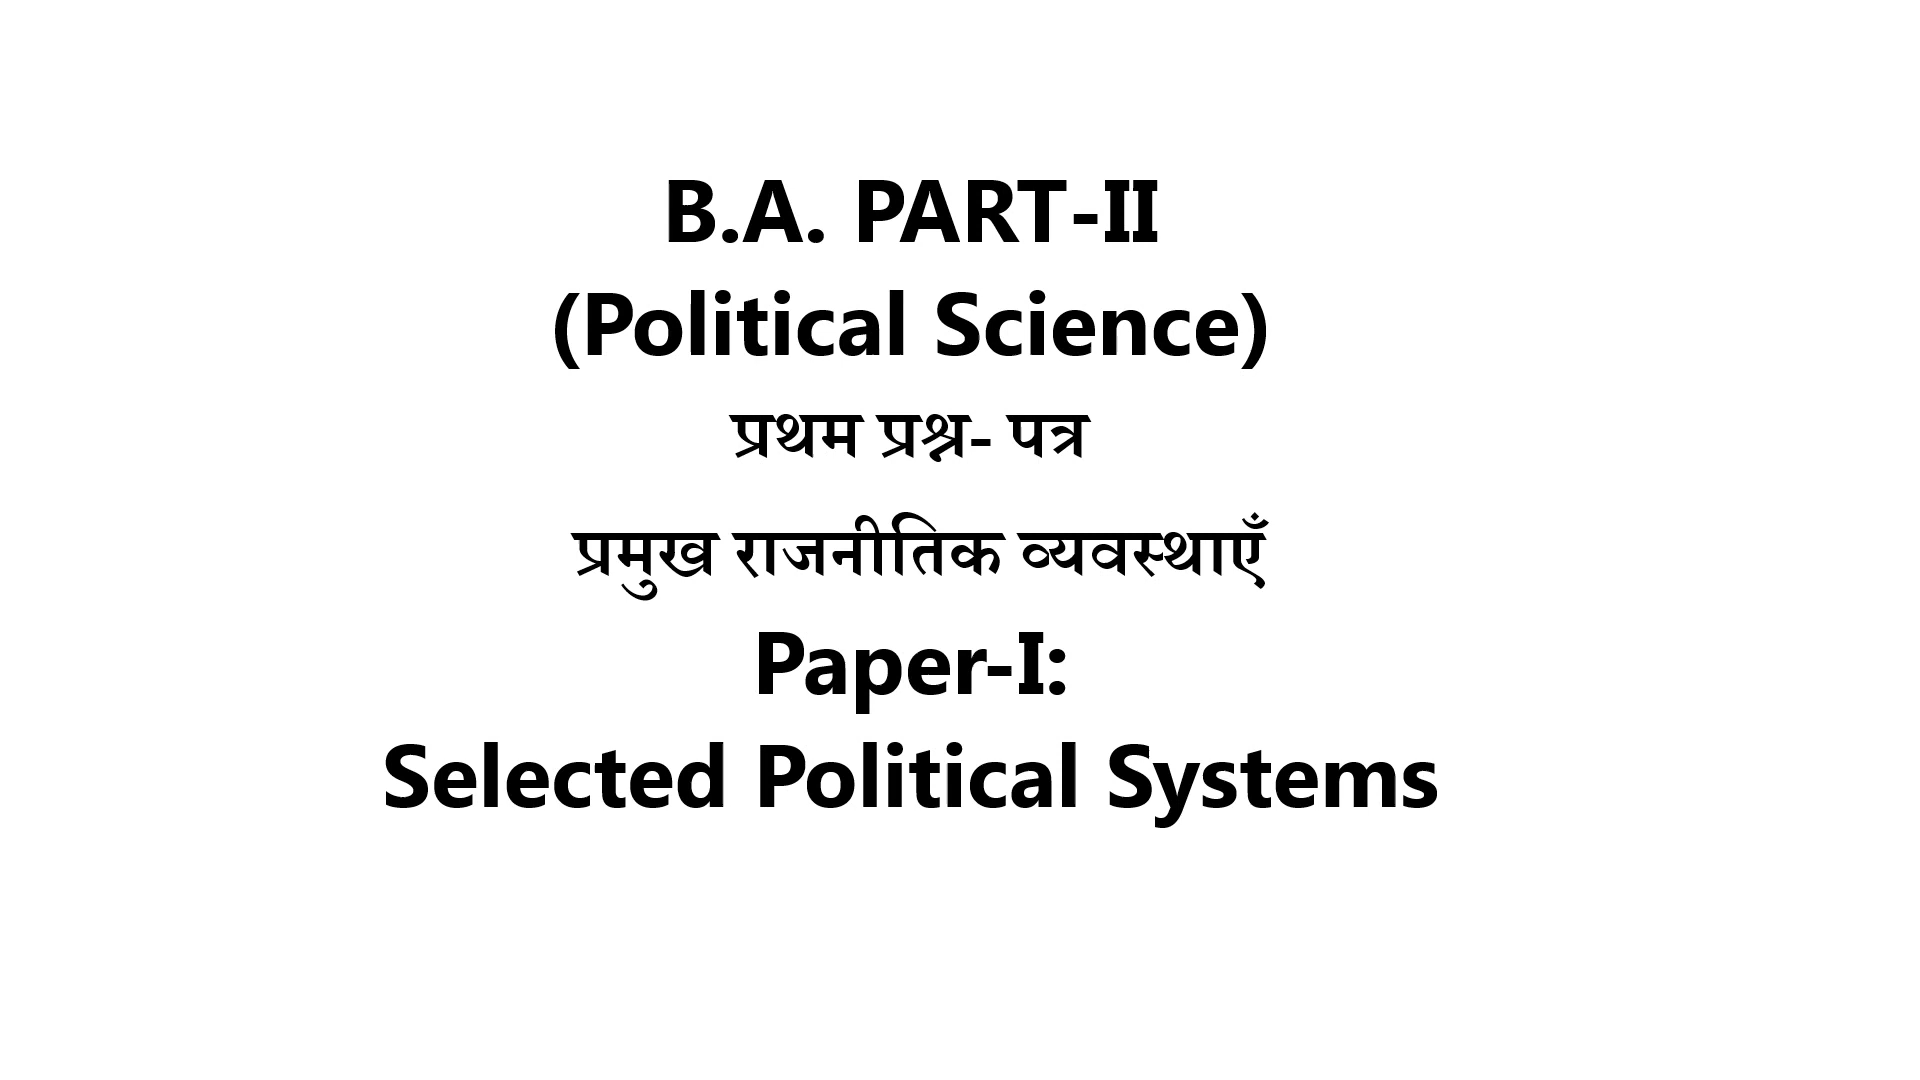 B.A. PART-II
(Political Science)
प्रथम प्रश्न- पत्र
प्रमुख राजनीतिक व्यवस्थाएँ
Paper-I:
Selected Political Systems